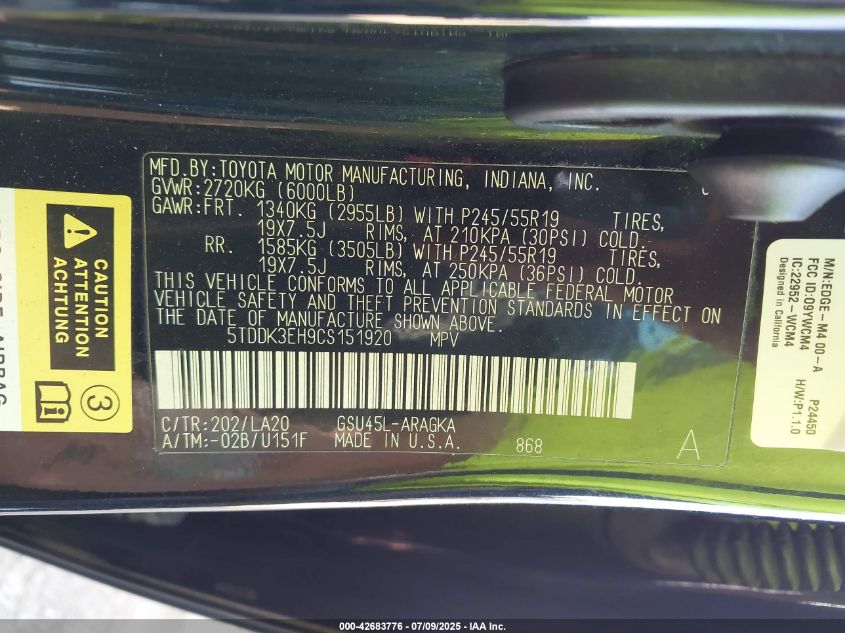 MFD.BY:TOYOTA MOTOR MANUFACTURING, INDIANA, INC.
GVWR:2720KG (6000LB)
GAWR:FRT. 1340KG (2955LB) WITH P245/55R19 TIRES,
19X7.5J RIMS, AT 210KPA (30PSI) COLD.
RR. 1585KG (3505LB) WITH P245/55R19 TIRES,
19X7.5J RIMS, AT 250KPA (36PSI) COLD.
THIS VEHICLE CONFORMS TO ALL APPLICABLE FEDERAL MOTOR
VEHICLE SAFETY AND THEFT PREVENTION STANDARDS IN EFFECT ON
THE DATE OF MANUFACTURE SHOWN ABOVE.
5TDDK3EH9CS151920 MPV
C/TR:202/LA20 GSU45L-ARAGKA
A/TM:-02B/U151F MADE IN U.S.A. 868 A
CAUTION
ATTENTION
ACHTUNG
3
M/N:EDGE-M4 00-A P24450
FCC ID:O9YWCM4 H/W:P1.1.0
IC:22952-WCM4
Designed in California
000-42683776 - 07/09/2025 - IAA Inc.